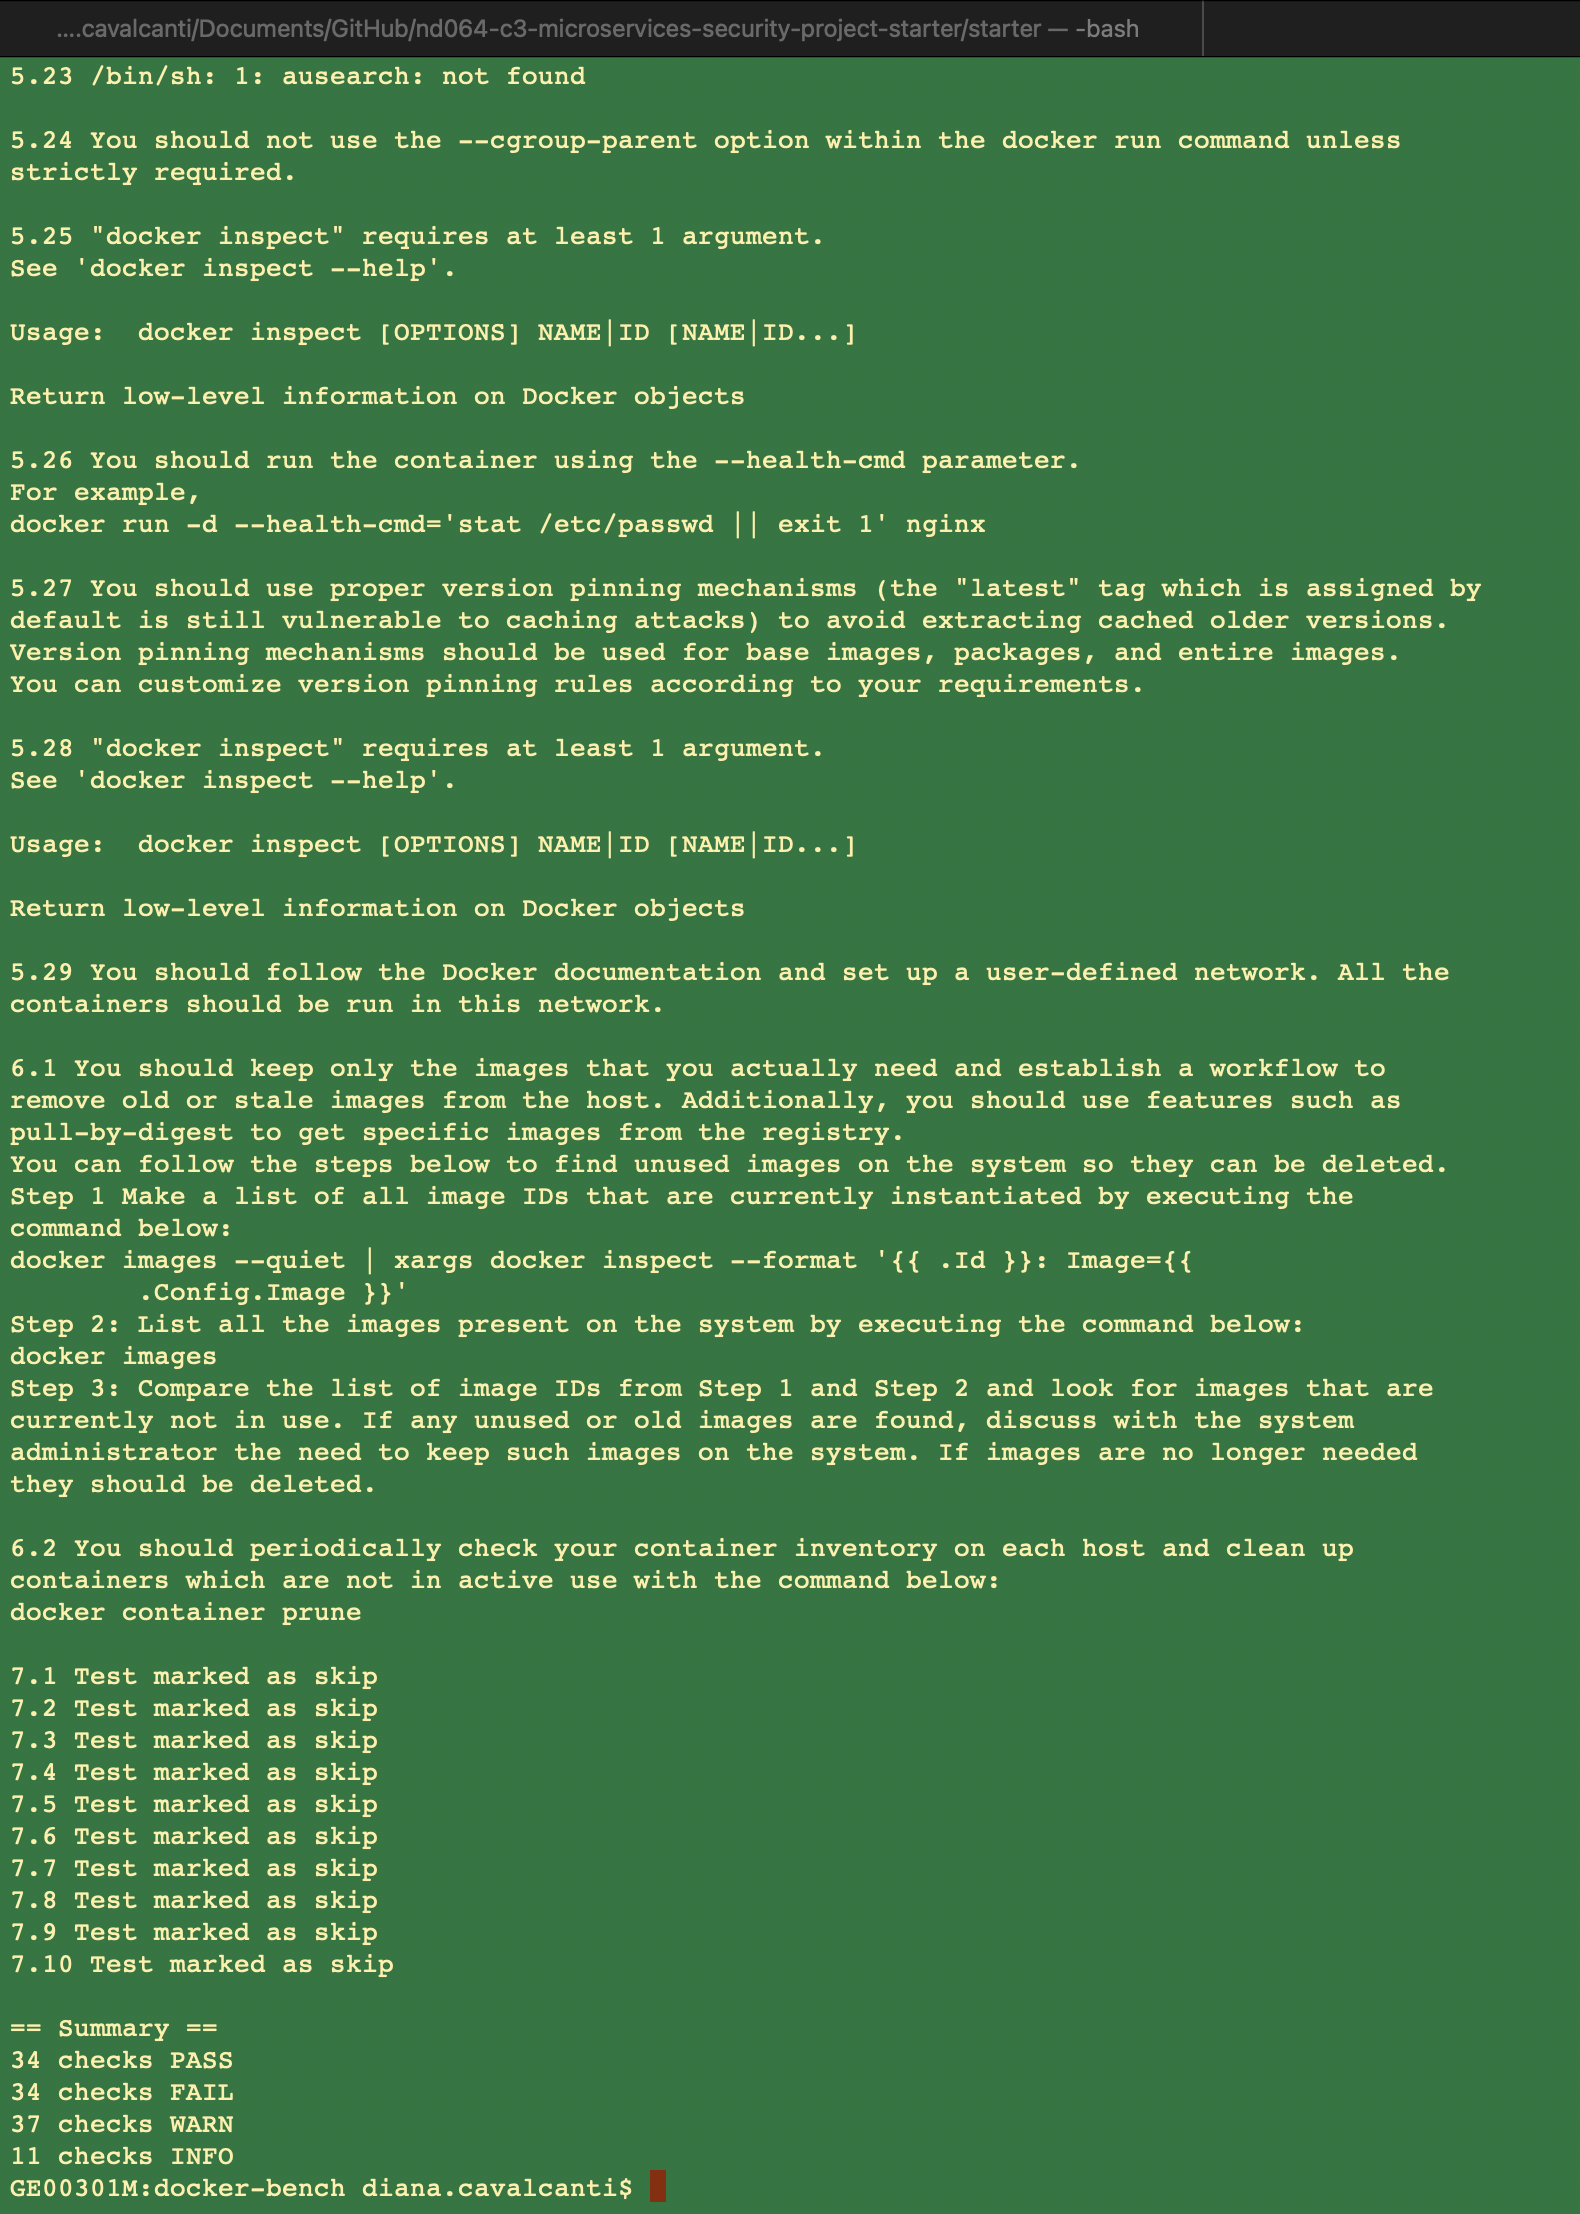 ....cavalcanti/Documents/GitHub/nd064-c3-microservices-security-project-starter/starter — -bash
5.23 /bin/sh: 1: ausearch: not found
5.24 You should not use the --cgroup-parent option within the docker run command unless
strictly required.
5.25 "docker inspect" requires at least 1 argument.
See 'docker inspect --help'.
Usage:  docker inspect [OPTIONS] NAME|ID [NAME|ID...]
Return low-level information on Docker objects
5.26 You should run the container using the --health-cmd parameter.
For example,
docker run -d --health-cmd='stat /etc/passwd || exit 1' nginx
5.27 You should use proper version pinning mechanisms (the "latest" tag which is assigned by
default is still vulnerable to caching attacks) to avoid extracting cached older versions.
Version pinning mechanisms should be used for base images, packages, and entire images.
You can customize version pinning rules according to your requirements.
5.28 "docker inspect" requires at least 1 argument.
See 'docker inspect --help'.
Usage:  docker inspect [OPTIONS] NAME|ID [NAME|ID...]
Return low-level information on Docker objects
5.29 You should follow the Docker documentation and set up a user-defined network. All the
containers should be run in this network.
6.1 You should keep only the images that you actually need and establish a workflow to
remove old or stale images from the host. Additionally, you should use features such as
pull-by-digest to get specific images from the registry.
You can follow the steps below to find unused images on the system so they can be deleted.
Step 1 Make a list of all image IDs that are currently instantiated by executing the
command below:
docker images --quiet | xargs docker inspect --format '{{ .Id }}: Image={{
.Config.Image }}'
Step 2: List all the images present on the system by executing the command below:
docker images
Step 3: Compare the list of image IDs from Step 1 and Step 2 and look for images that are
currently not in use. If any unused or old images are found, discuss with the system
administrator the need to keep such images on the system. If images are no longer needed
they should be deleted.
6.2 You should periodically check your container inventory on each host and clean up
containers which are not in active use with the command below:
docker container prune
7.1 Test marked as skip
7.2 Test marked as skip
7.3 Test marked as skip
7.4 Test marked as skip
7.5 Test marked as skip
7.6 Test marked as skip
7.7 Test marked as skip
7.8 Test marked as skip
7.9 Test marked as skip
7.10 Test marked as skip
== Summary ==
34 checks PASS
34 checks FAIL
37 checks WARN
11 checks INFO
GE00301M:docker-bench diana.cavalcanti$